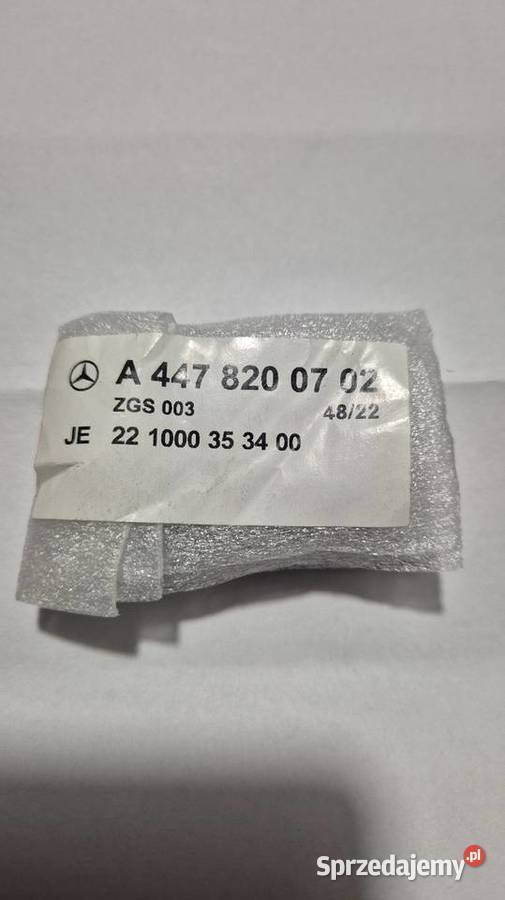 A 447 820 07 02
ZGS 003 48/22
JE 22 1000 35 34 00
Sprzedajemy.pl